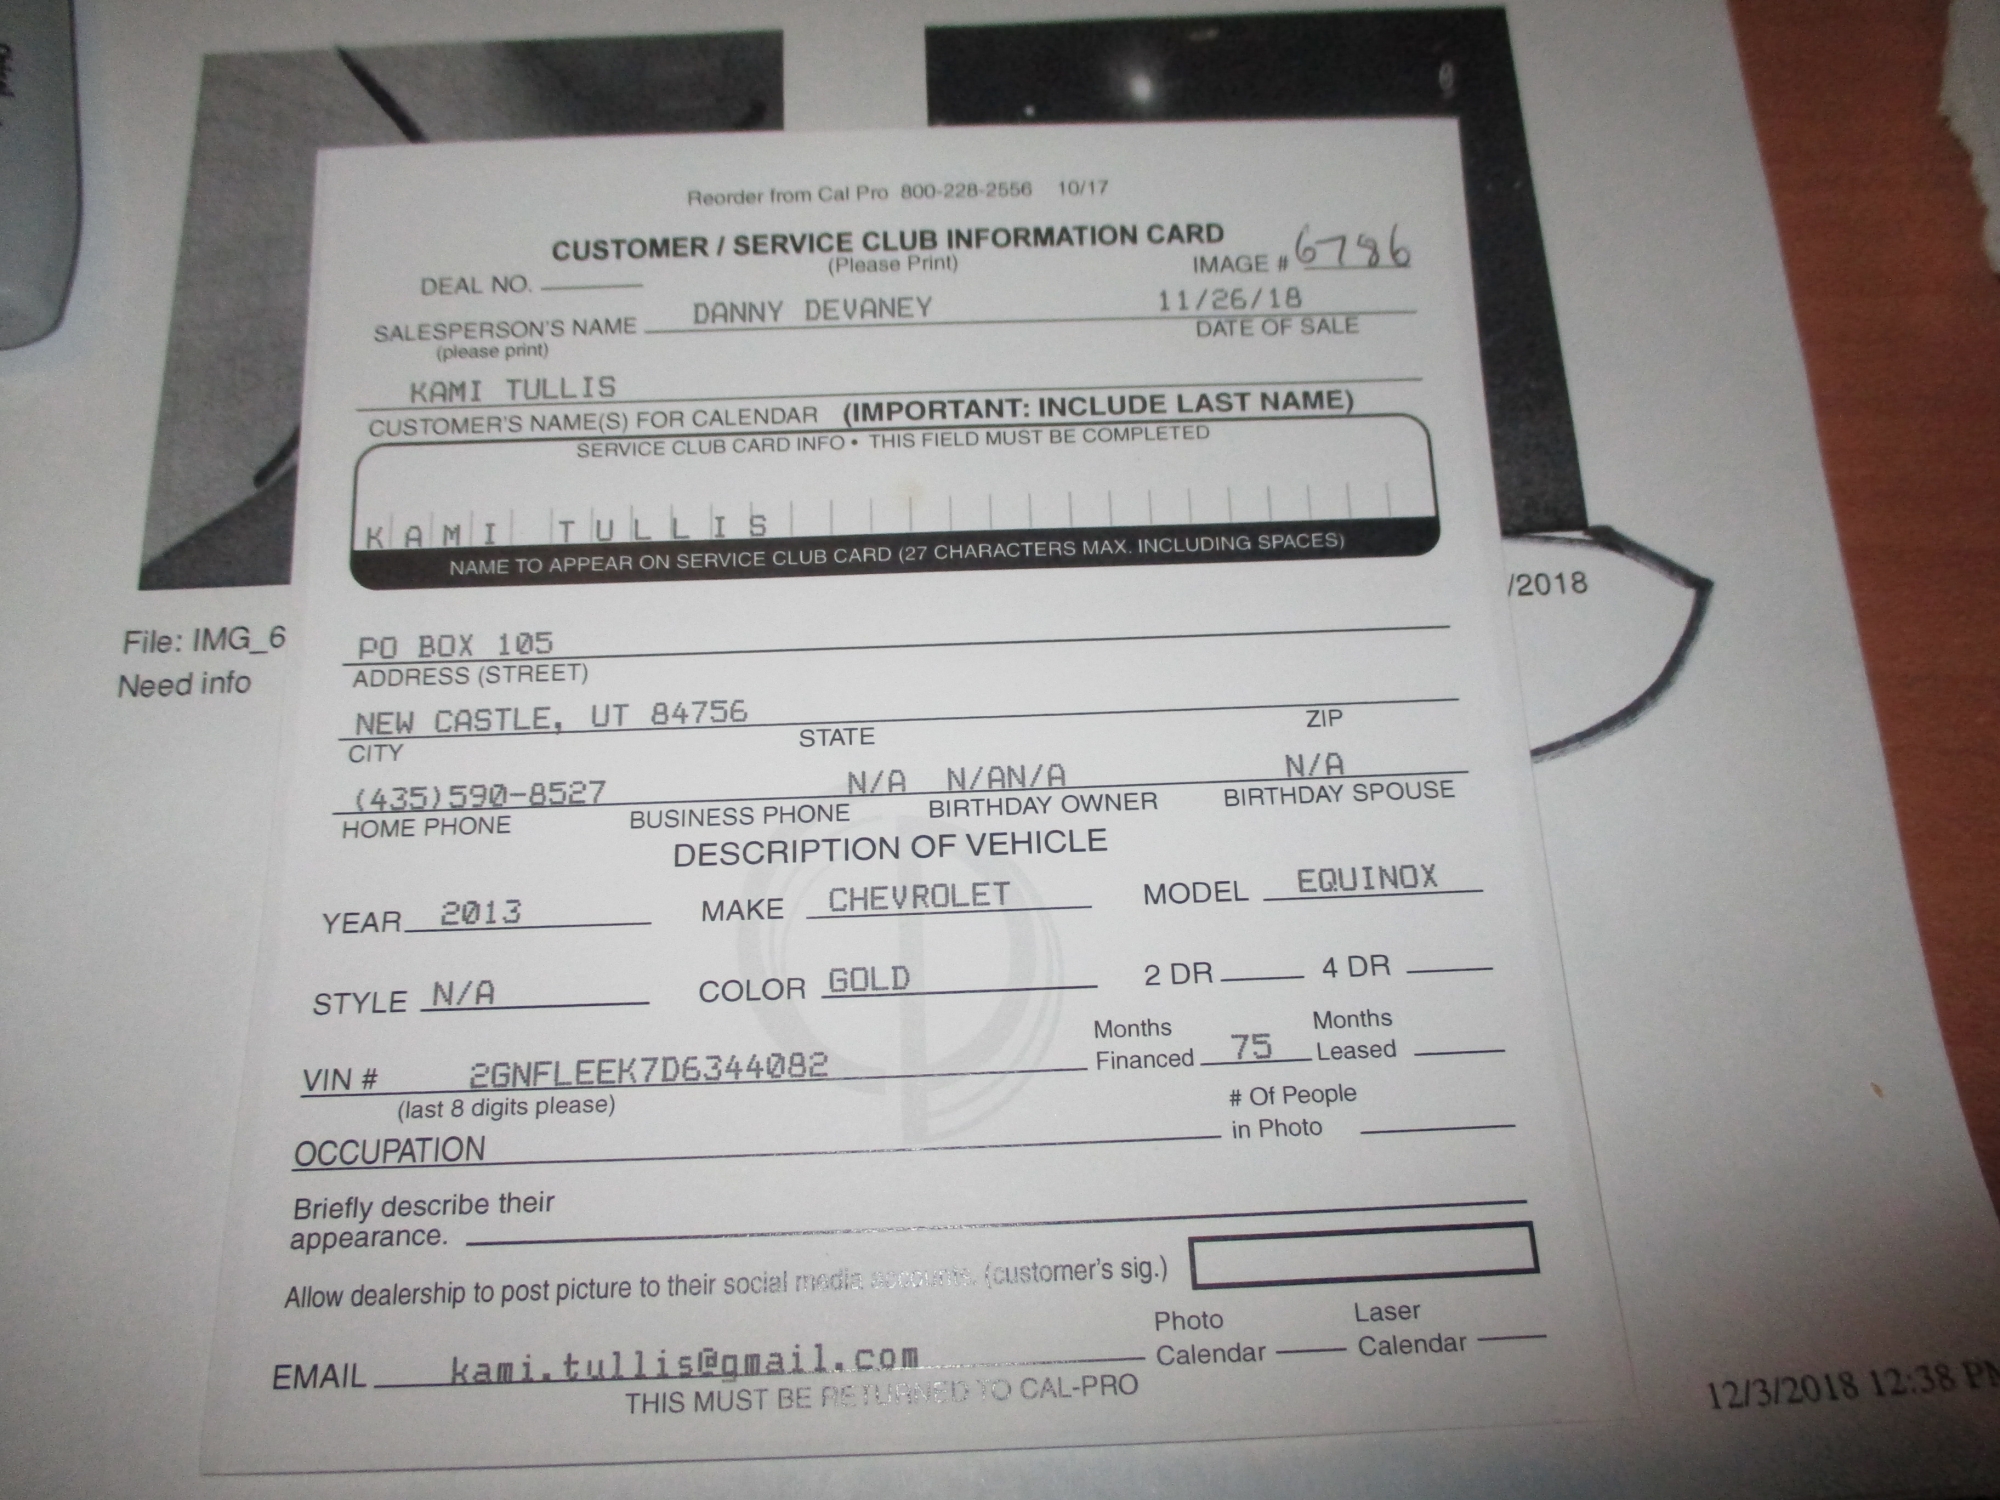 Reorder from Cal Pro 800-228-2556 10/17
CUSTOMER / SERVICE CLUB INFORMATION CARD
(Please Print)
DEAL NO. IMAGE # 6786
SALESPERSON'S NAME DANNY DEVANEY 11/26/18
(please print) DATE OF SALE
KAMI TULLIS
CUSTOMER'S NAME(S) FOR CALENDAR (IMPORTANT: INCLUDE LAST NAME)
SERVICE CLUB CARD INFO • THIS FIELD MUST BE COMPLETED
KAMI TULLIS
NAME TO APPEAR ON SERVICE CLUB CARD (27 CHARACTERS MAX. INCLUDING SPACES)
/2018
File: IMG_6
Need info
PO BOX 105
ADDRESS (STREET)
NEW CASTLE, UT 84756
CITY STATE ZIP
(435)590-8527 N/A N/AN/A N/A
HOME PHONE BUSINESS PHONE BIRTHDAY OWNER BIRTHDAY SPOUSE
DESCRIPTION OF VEHICLE
YEAR 2013 MAKE CHEVROLET MODEL EQUINOX
STYLE N/A COLOR GOLD 2 DR 4 DR
Months Financed 75 Months Leased
VIN # 2GNFLEEK7D6344082
(last 8 digits please)
# Of People in Photo
OCCUPATION
Briefly describe their
appearance.
Allow dealership to post picture to their social media accounts. (customer's sig.)
Photo Calendar Laser Calendar
EMAIL kami.tullis@gmail.com
THIS MUST BE RETURNED TO CAL-PRO
12/3/2018 12:38 PM